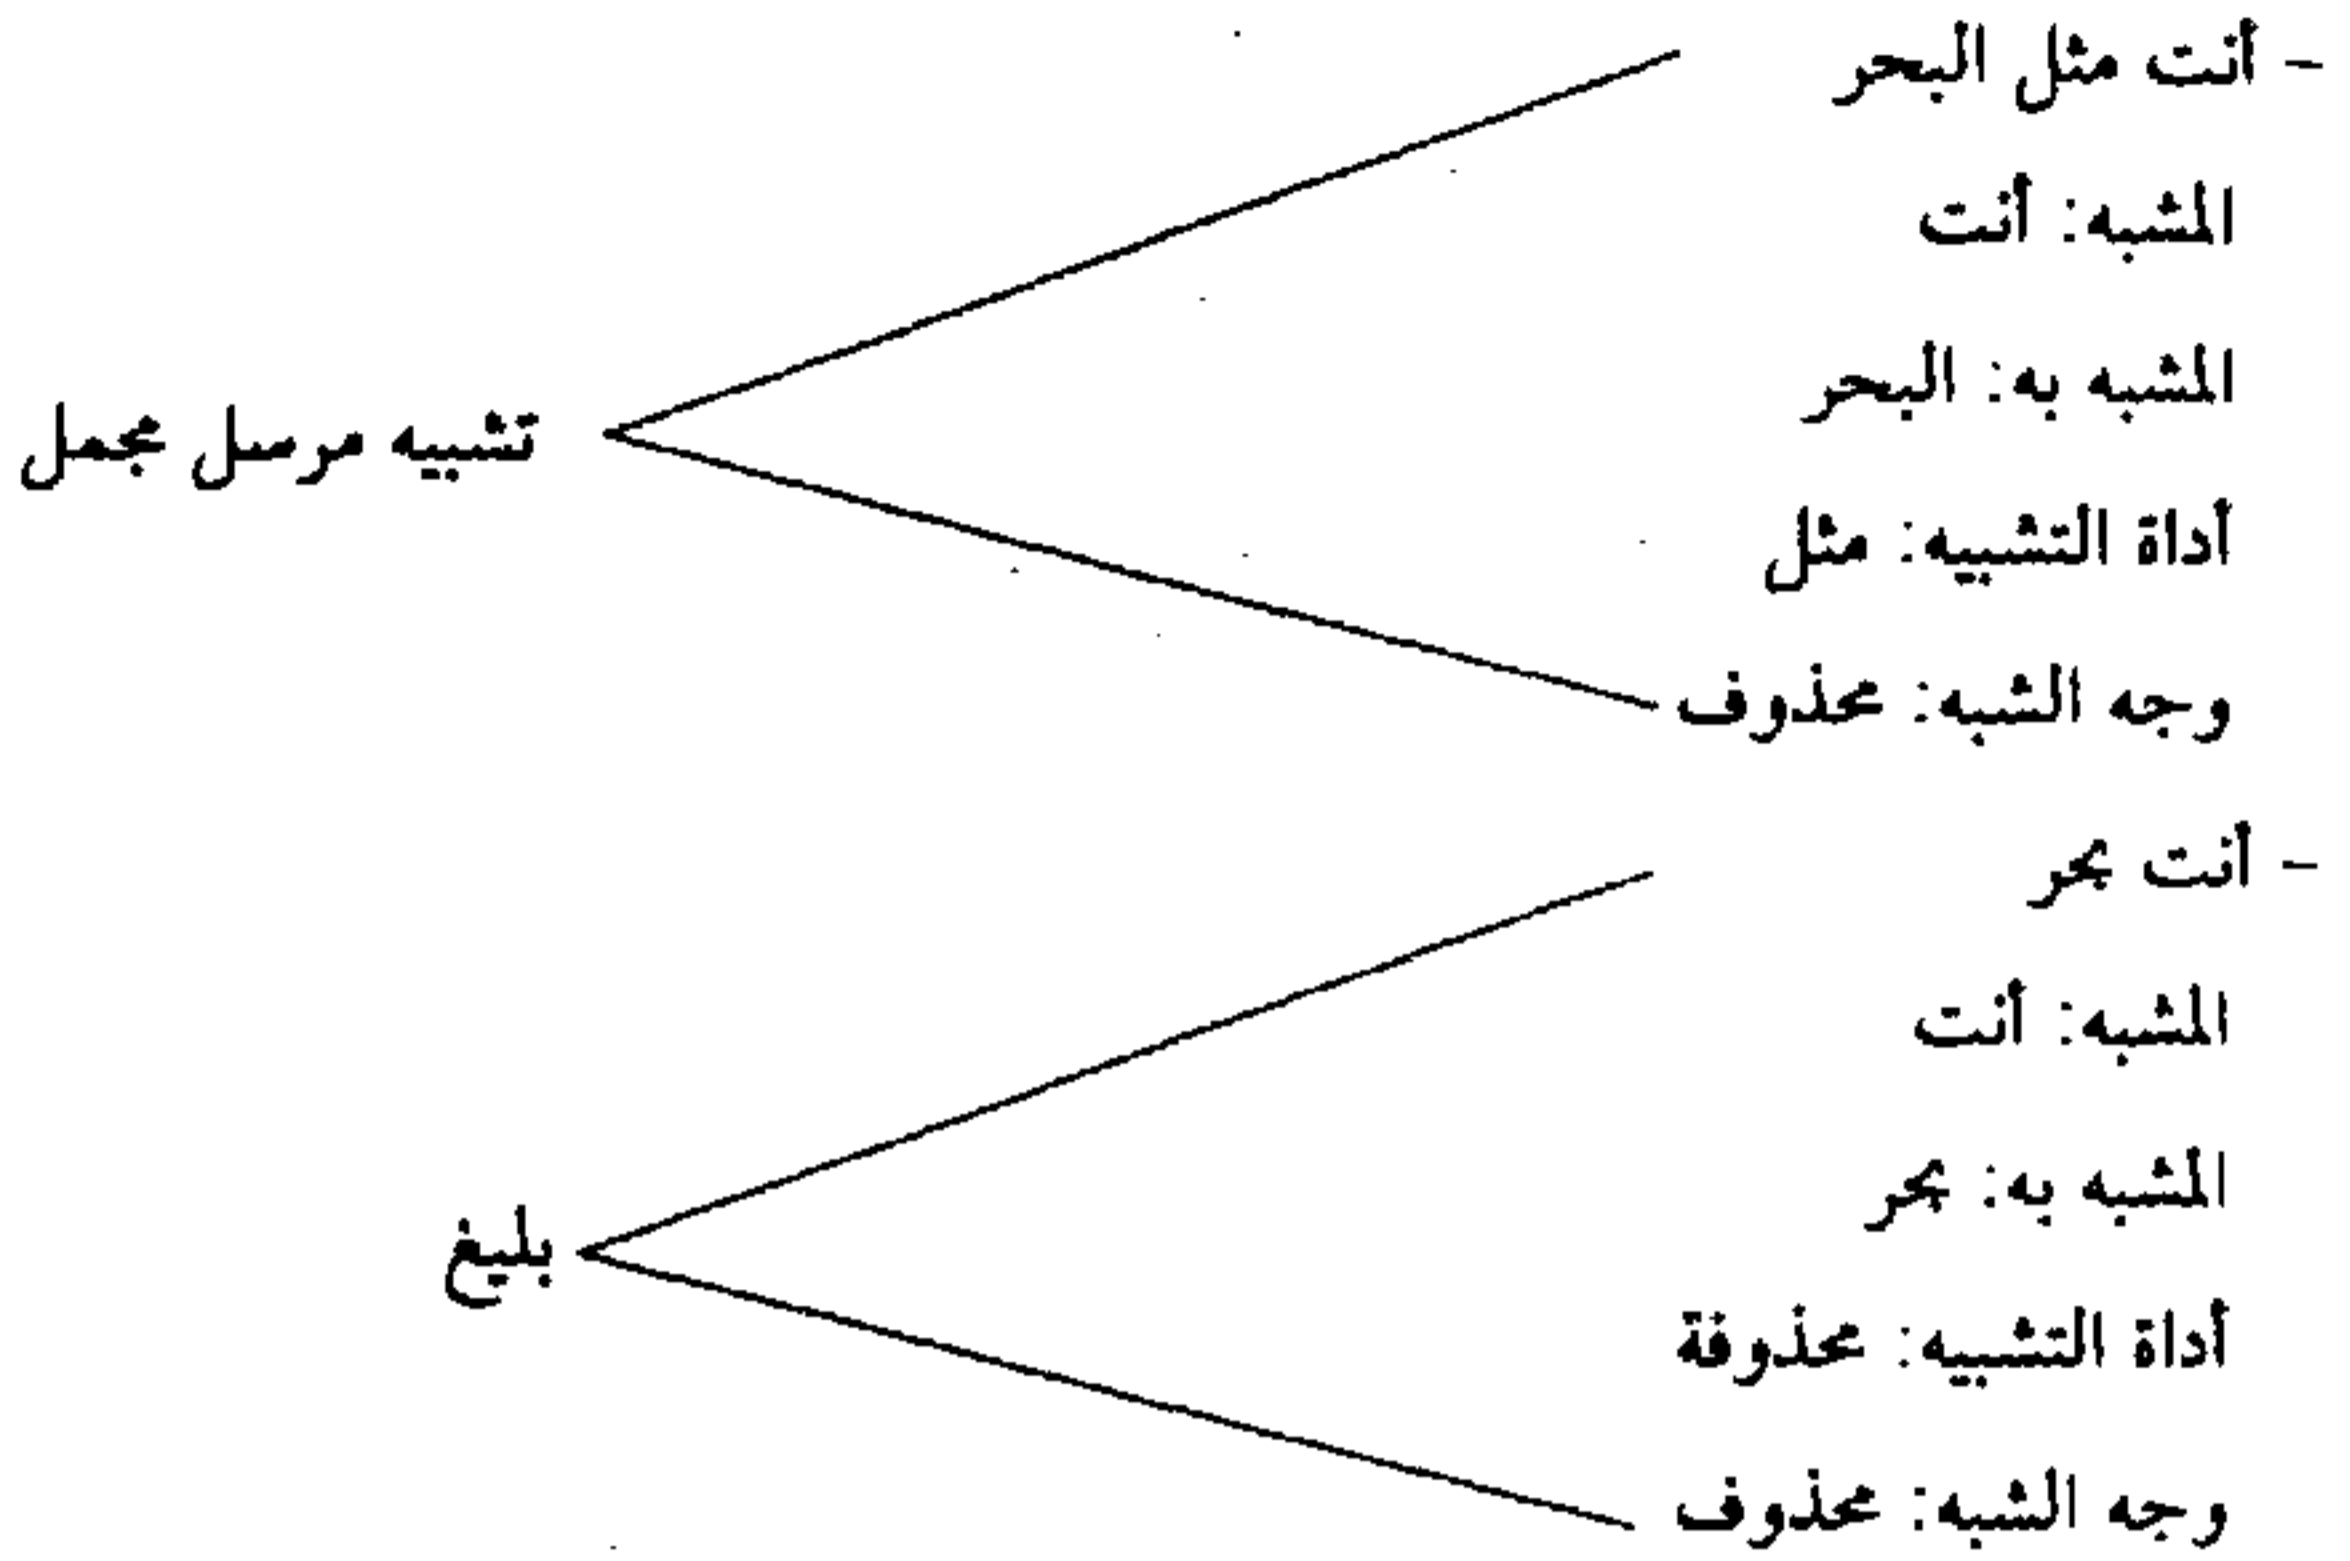 - أنت مثل البحر
المشبه: أنت
المشبه به: البحر
تشبيه مرسل مجمل
أداة التشبيه: مثل
وجه الشبه: محذوف
- أنت بحر
المشبه: أنت
المشبه به: بحر
بليغ
أداة التشبيه: محذوفة
وجه الشبه: محذوف